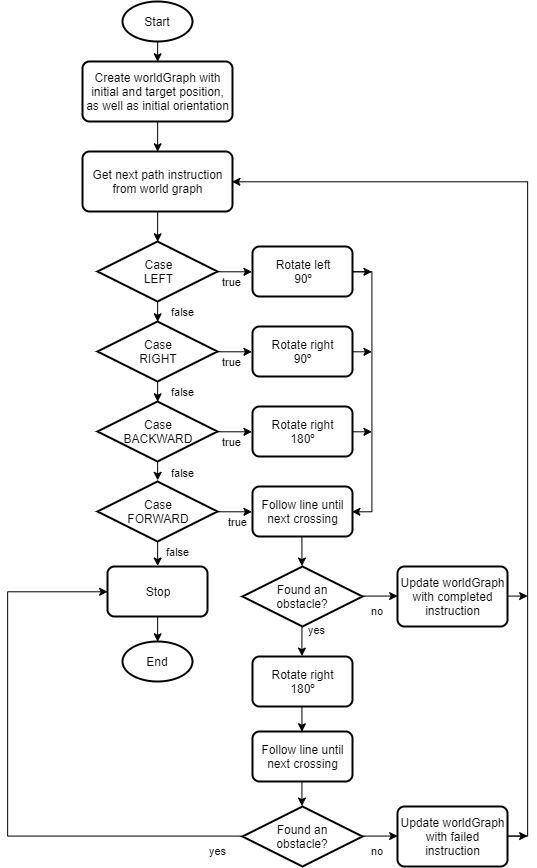 Start
Create worldGraph with
initial and target position,
as well as initial orientation
Get next path instruction
from world graph
Case
LEFT
true
Rotate left
90º
false
Case
RIGHT
true
Rotate right
90º
false
Case
BACKWARD
true
Rotate right
180º
false
Case
FORWARD
true
Follow line until
next crossing
false
Stop
End
Found an
obstacle?
no
Update worldGraph
with completed
instruction
yes
Rotate right
180º
Follow line until
next crossing
Found an
obstacle?
yes
no
Update worldGraph
with failed
instruction